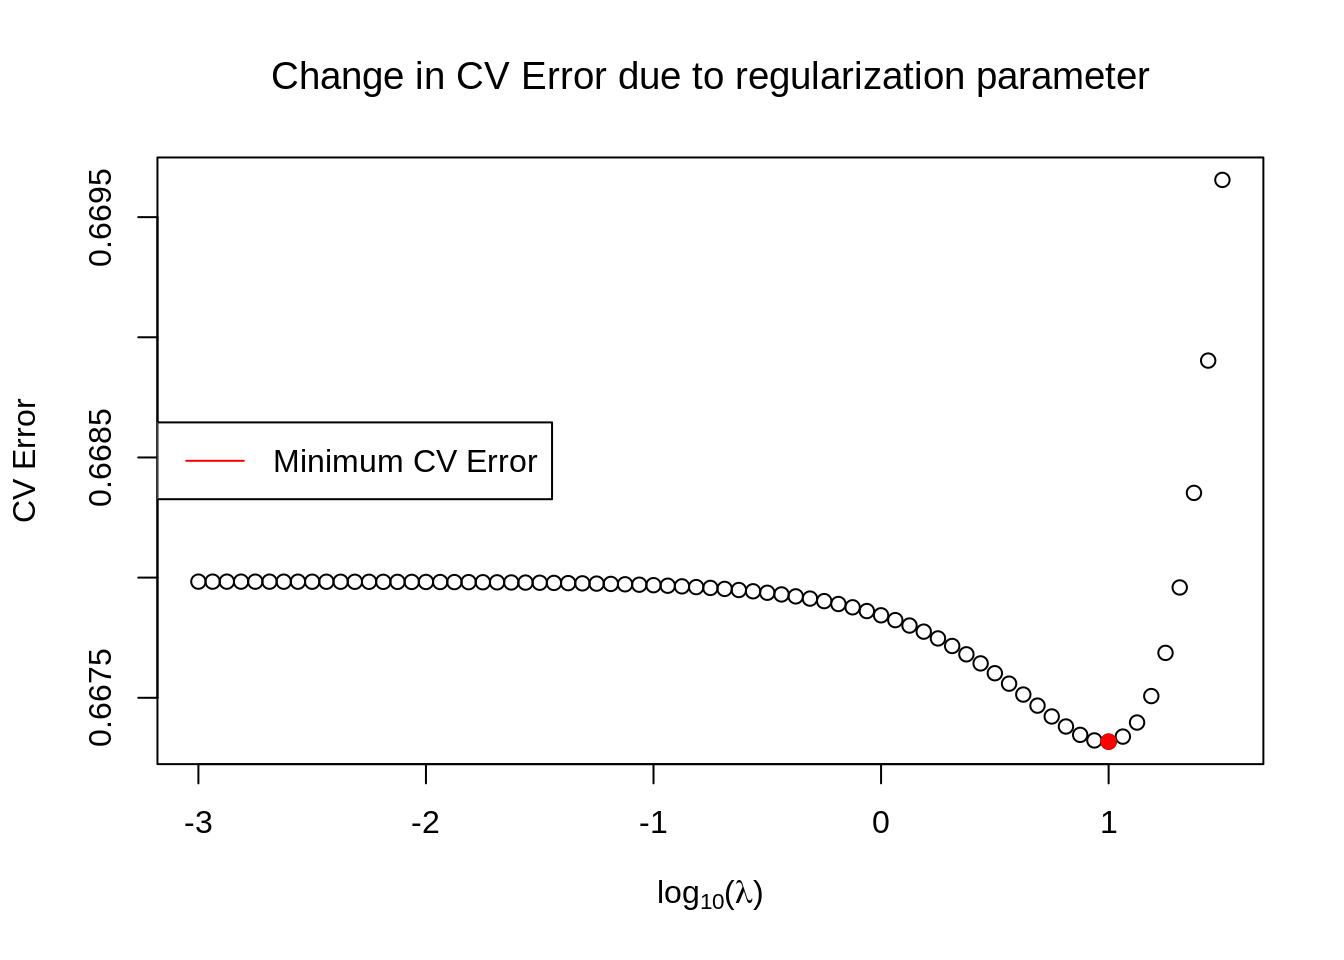 Change in CV Error due to regularization parameter
0.6695
0.6685
0.6675
CV Error
Minimum CV Error
-3 -2 -1 0 1
log₁₀(λ)